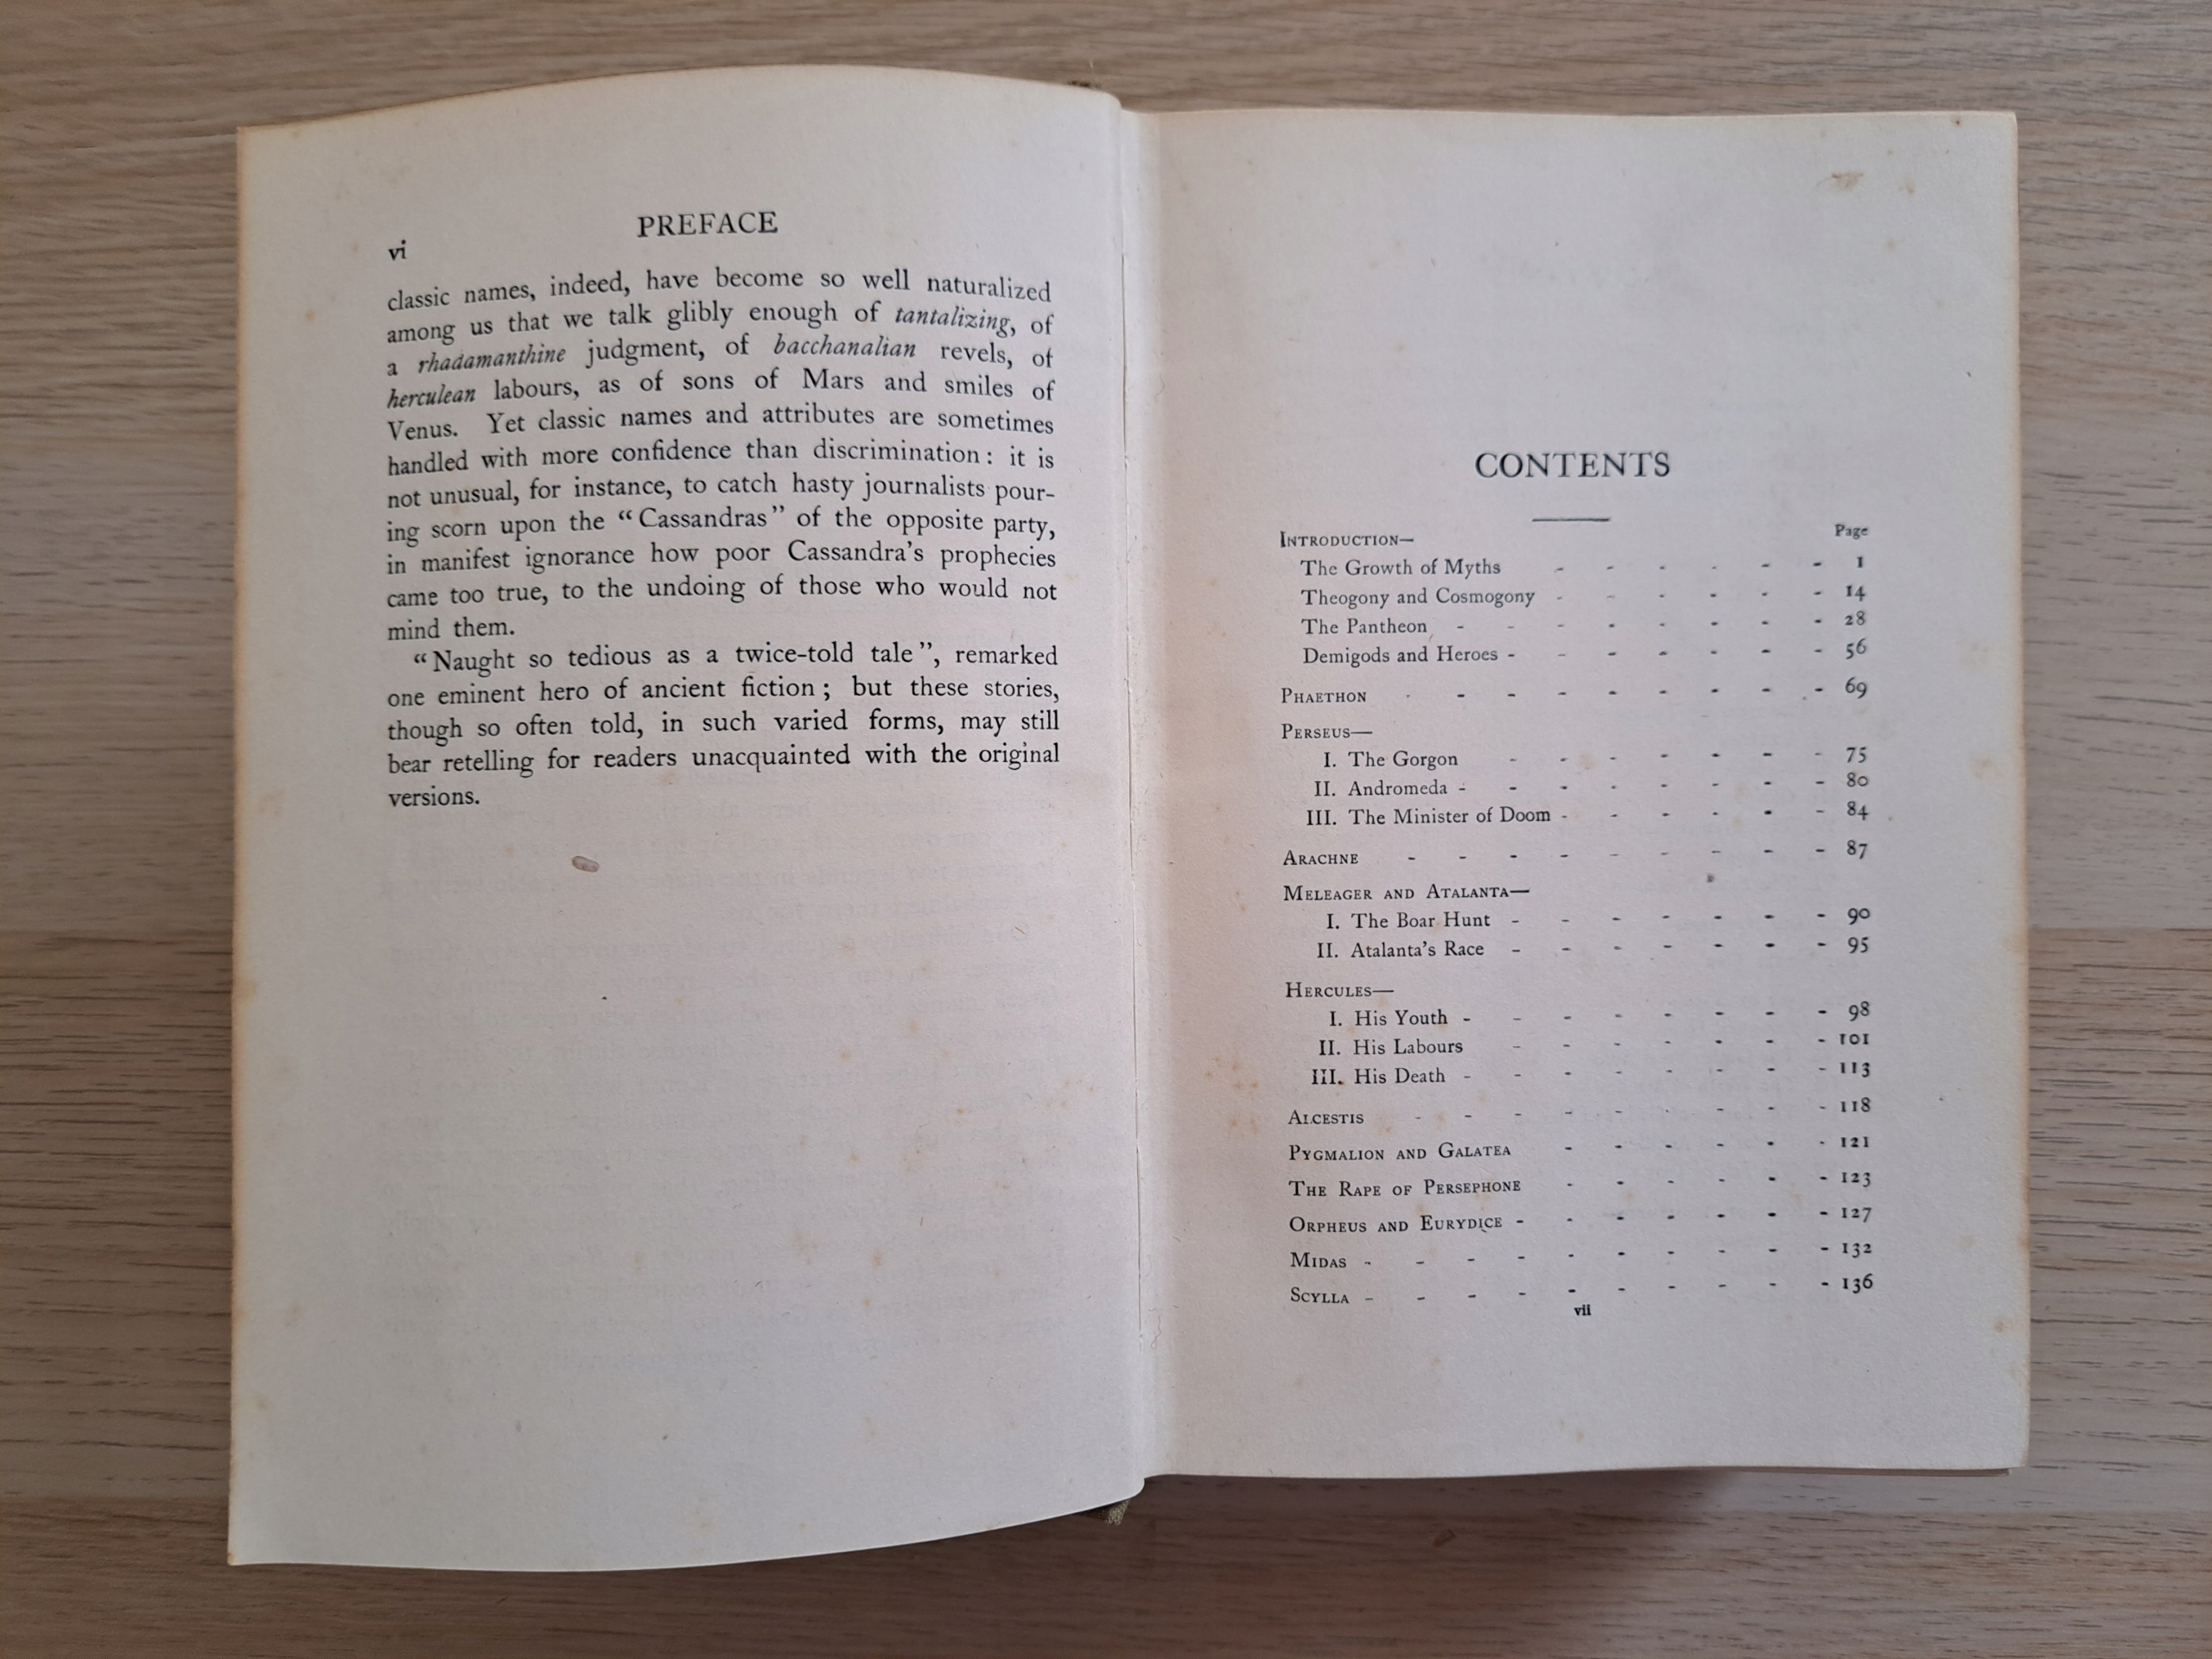 PREFACE
vi
classic names, indeed, have become so well naturalized
among us that we talk glibly enough of tantalizing, of
a rhadamanthine judgment, of bacchanalian revels, of
herculean labours, as of sons of Mars and smiles of
Venus. Yet classic names and attributes are sometimes
handled with more confidence than discrimination: it is
not unusual, for instance, to catch hasty journalists pour-
ing scorn upon the “Cassandras” of the opposite party,
in manifest ignorance how poor Cassandra’s prophecies
came too true, to the undoing of those who would not
mind them.
“Naught so tedious as a twice-told tale”, remarked
one eminent hero of ancient fiction; but these stories,
though so often told, in such varied forms, may still
bear retelling for readers unacquainted with the original
versions.
CONTENTS
Page
INTRODUCTION—
The Growth of Myths - - - - - - 1
Theogony and Cosmogony - - - - - - 14
The Pantheon - - - - - - - - 28
Demigods and Heroes - - - - - - - 56
PHAETHON - - - - - - - - - 69
PERSEUS—
I. The Gorgon - - - - - - - 75
II. Andromeda - - - - - - - - 80
III. The Minister of Doom - - - - - - 84
ARACHNE - - - - - - - - - 87
MELEAGER AND ATALANTA—
I. The Boar Hunt - - - - - - - 90
II. Atalanta’s Race - - - - - - - 95
HERCULES—
I. His Youth - - - - - - - - 98
II. His Labours - - - - - - - 101
III. His Death - - - - - - - - 113
ALCESTIS - - - - - - - - - 118
PYGMALION AND GALATEA - - - - - - 121
THE RAPE OF PERSEPHONE - - - - - - 123
ORPHEUS AND EURYDICE - - - - - - - 127
MIDAS - - - - - - - - - - 132
SCYLLA - - - - - - - - - - 136
vii